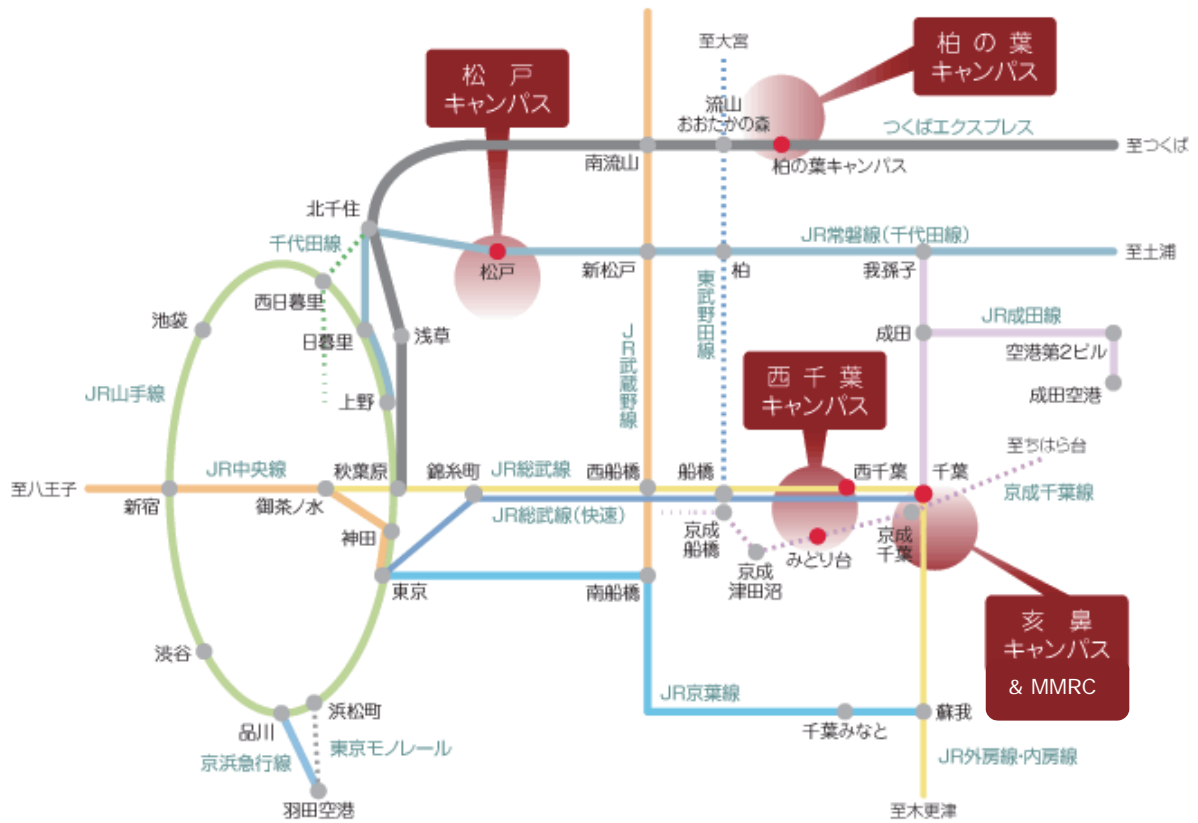 至大宮
柏の葉
キャンパス
松戸
キャンパス
流山
おおたかの森
つくばエクスプレス
至つくば
南流山
柏の葉キャンパス
北千住
千代田線
JR常磐線(千代田線)
至土浦
松戸
新松戸
柏
我孫子
西日暮里
池袋
日暮里
浅草
JR武蔵野線
東武野田線
成田
JR成田線
空港第2ビル
成田空港
JR山手線
上野
西千葉
キャンパス
至ちはら台
JR中央線
秋葉原
錦糸町
JR総武線
西船橋
船橋
西千葉
千葉
至八王子
新宿
御茶ノ水
JR総武線(快速)
京成千葉線
神田
京成
船橋
京成
津田沼
みどり台
京成
千葉
東京
南船橋
亥鼻
キャンパス
& MMRC
渋谷
JR京葉線
浜松町
品川
千葉みなと
蘇我
京浜急行線
東京モノレール
JR外房線・内房線
羽田空港
至木更津